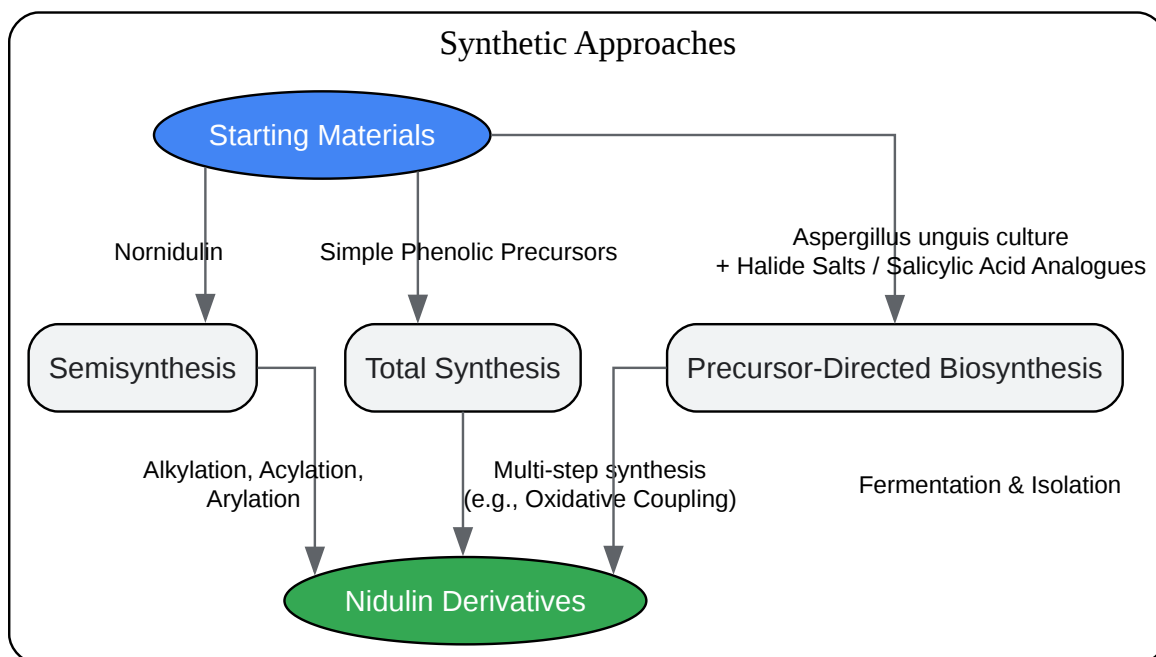 Synthetic Approaches
Starting Materials
Nornidulin
Simple Phenolic Precursors
Aspergillus unguis culture
+ Halide Salts / Salicylic Acid Analogues
Semisynthesis
Total Synthesis
Precursor-Directed Biosynthesis
Alkylation, Acylation,
Arylation
Multi-step synthesis
(e.g., Oxidative Coupling)
Fermentation & Isolation
Nidulin Derivatives